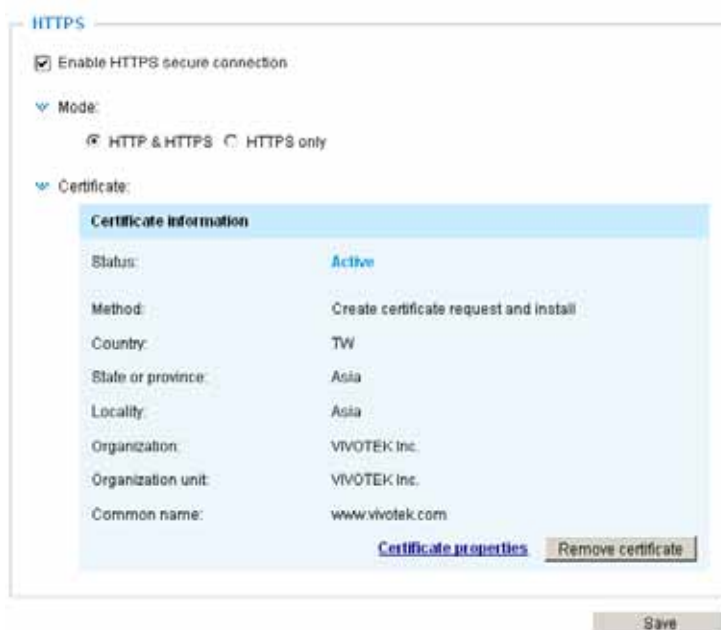 HTTPS
Enable HTTPS secure connection
Mode:
HTTP & HTTPS HTTPS only
Certificate:
Certificate information
Status: Active
Method: Create certificate request and install
Country: TW
State or province: Asia
Locality: Asia
Organization: VIVOTEK Inc.
Organization unit: VIVOTEK Inc.
Common name: www.vivotek.com
Certificate properties Remove certificate
Save